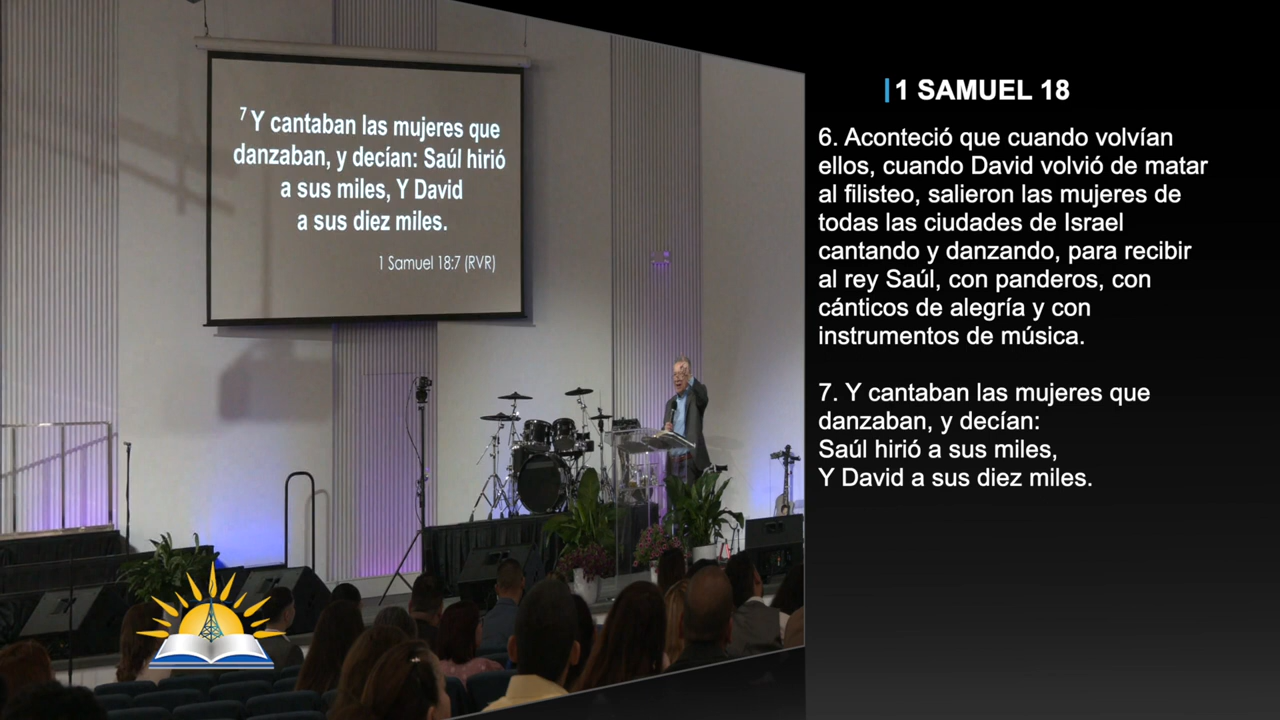 7 Y cantaban las mujeres que
danzaban, y decían: Saúl hirió
a sus miles, Y David
a sus diez miles.
1 Samuel 18:7 (RVR)
1 SAMUEL 18
6. Aconteció que cuando volvían
ellos, cuando David volvió de matar
al filisteo, salieron las mujeres de
todas las ciudades de Israel
cantando y danzando, para recibir
al rey Saúl, con panderos, con
cánticos de alegría y con
instrumentos de música.
7. Y cantaban las mujeres que
danzaban, y decían:
Saúl hirió a sus miles,
Y David a sus diez miles.